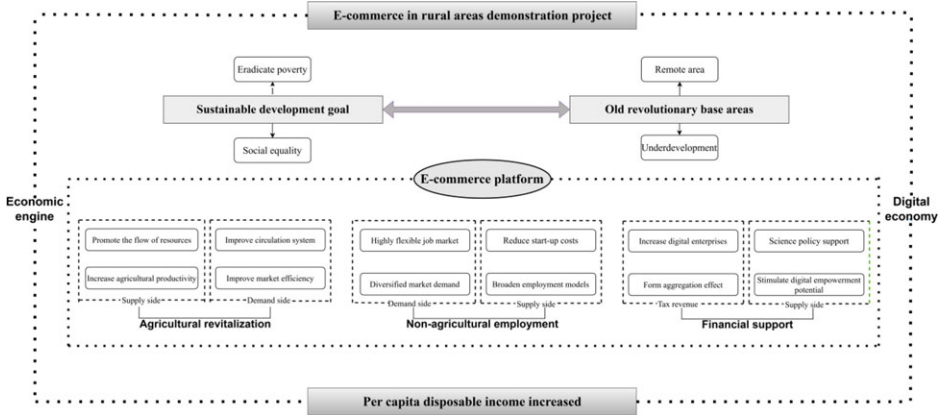 E-commerce in rural areas demonstration project
Eradicate poverty
Remote area
Sustainable development goal
Old revolutionary base areas
Social equality
Underdevelopment
E-commerce platform
Economic
engine
Digital
economy
Promote the flow of resources
Improve circulation system
Highly flexible job market
Reduce start-up costs
Increase digital enterprises
Science policy support
Increase agricultural productivity
Improve market efficiency
Diversified market demand
Broaden employment models
Form aggregation effect
Stimulate digital empowerment
potential
Supply side
Demand side
Demand side
Supply side
Tax revenue
Supply side
Agricultural revitalization
Non-agricultural employment
Financial support
Per capita disposable income increased